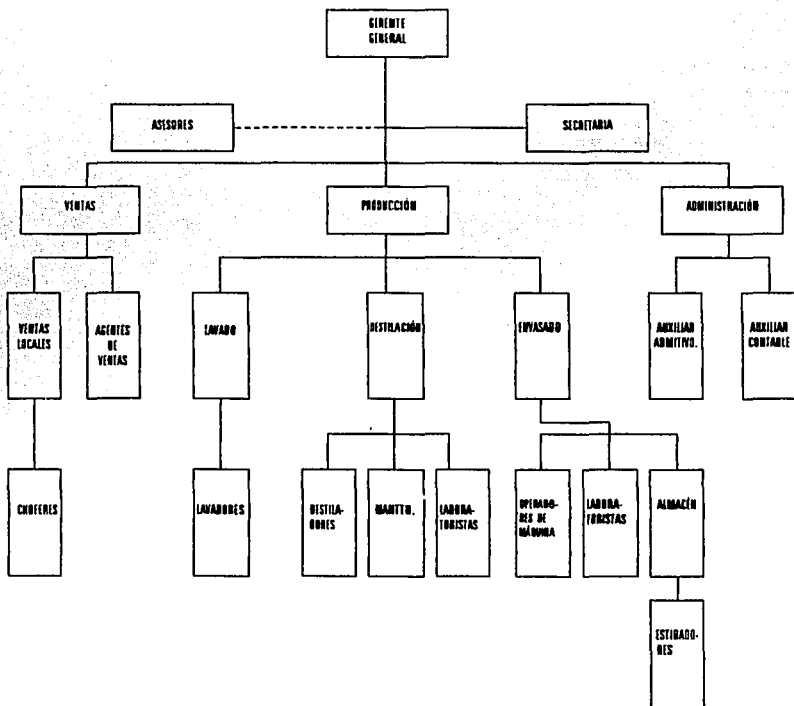 GERENTE
GENERAL
ASESORES
SECRETARIA
VENTAS
PRODUCCIÓN
ADMINISTRACIÓN
VENTAS
LOCALES
AGENTES
DE
VENTAS
LAVADO
DESTILACIÓN
ENVASADO
AUXILIAR
ADMITIVO.
AUXILIAR
CONTABLE
CHOFERES
LAVADORES
DESTILA-
DORES
MANTTO.
LABORA-
TORISTAS
OPERADO-
RES DE
MÁQUINA
LABORA-
TORISTAS
ALMACÉN
ESTIBADO-
RES